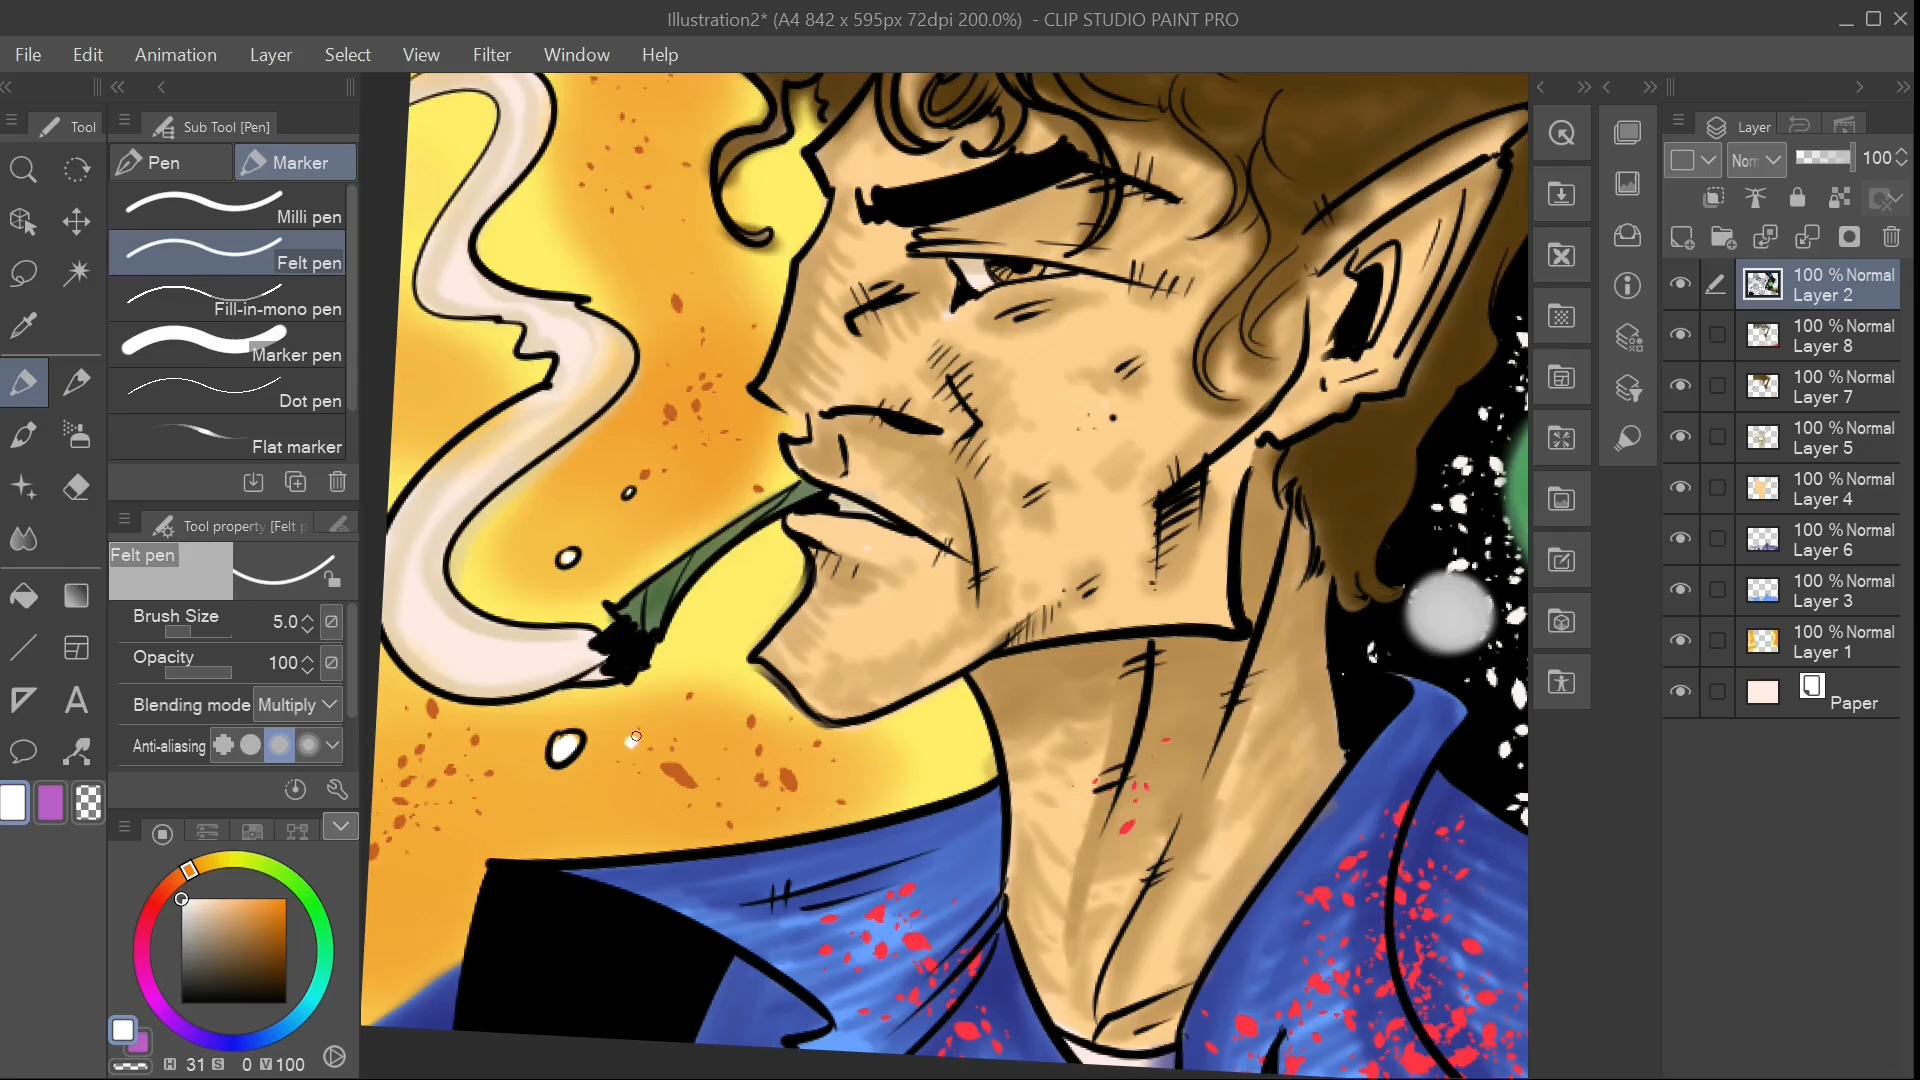 Illustration2* (A4 842 x 595px 72dpi 200.0%) - CLIP STUDIO PAINT PRO
File Edit Animation Layer Select View Filter Window Help
Tool
Sub Tool [Pen]
Pen
Marker
Milli pen
Felt pen
Fill-in-mono pen
Marker pen
Dot pen
Flat marker
Tool property [Felt p
Felt pen
Brush Size 5.0
Opacity 100
Blending mode Multiply
Anti-aliasing
H 31 S 0 V 100
Layer
Norr 100
100 % Normal
Layer 2
100 % Normal
Layer 8
100 % Normal
Layer 7
100 % Normal
Layer 5
100 % Normal
Layer 4
100 % Normal
Layer 6
100 % Normal
Layer 3
100 % Normal
Layer 1
Paper